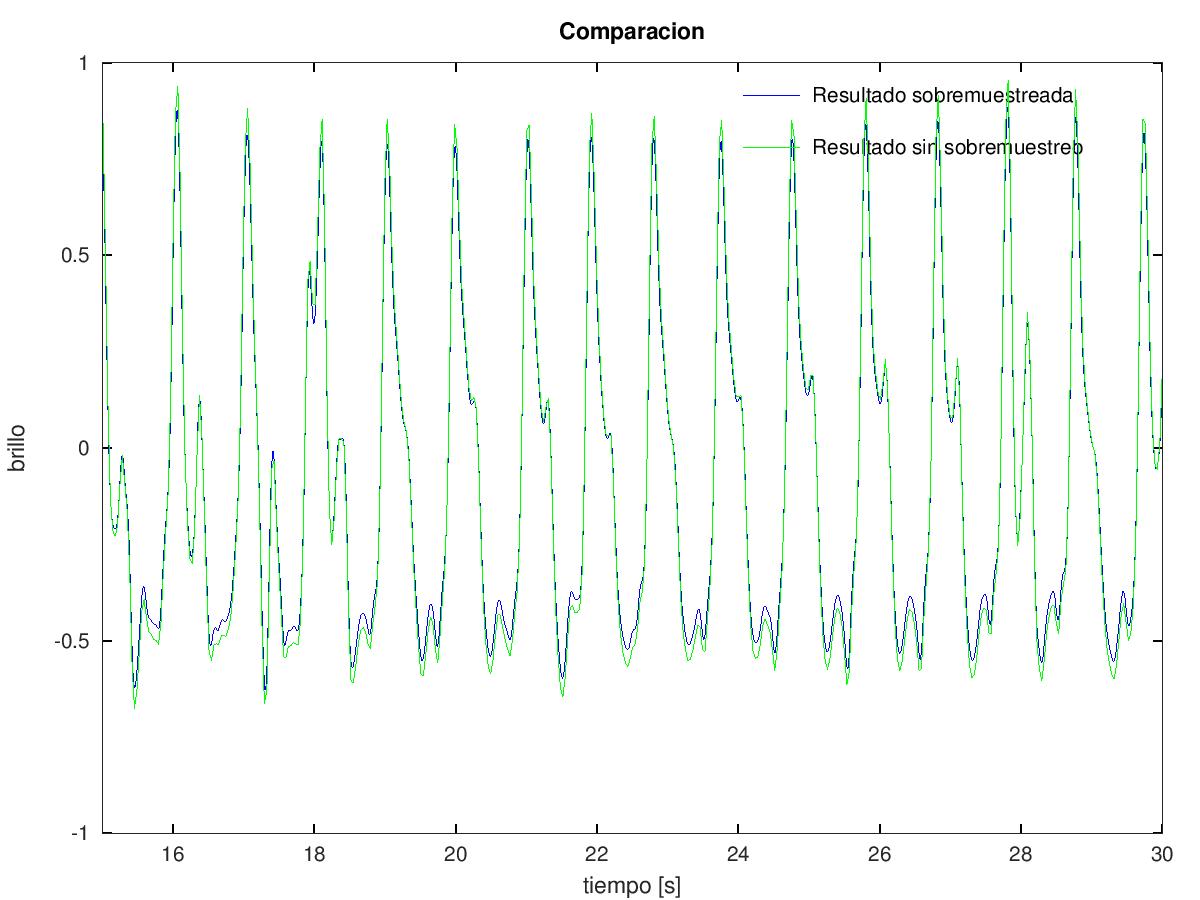 Comparacion
1
0.5
0
-0.5
-1
brillo
Resultado sobremuestreada
Resultado sin sobremuestreo
16 18 20 22 24 26 28 30
tiempo [s]